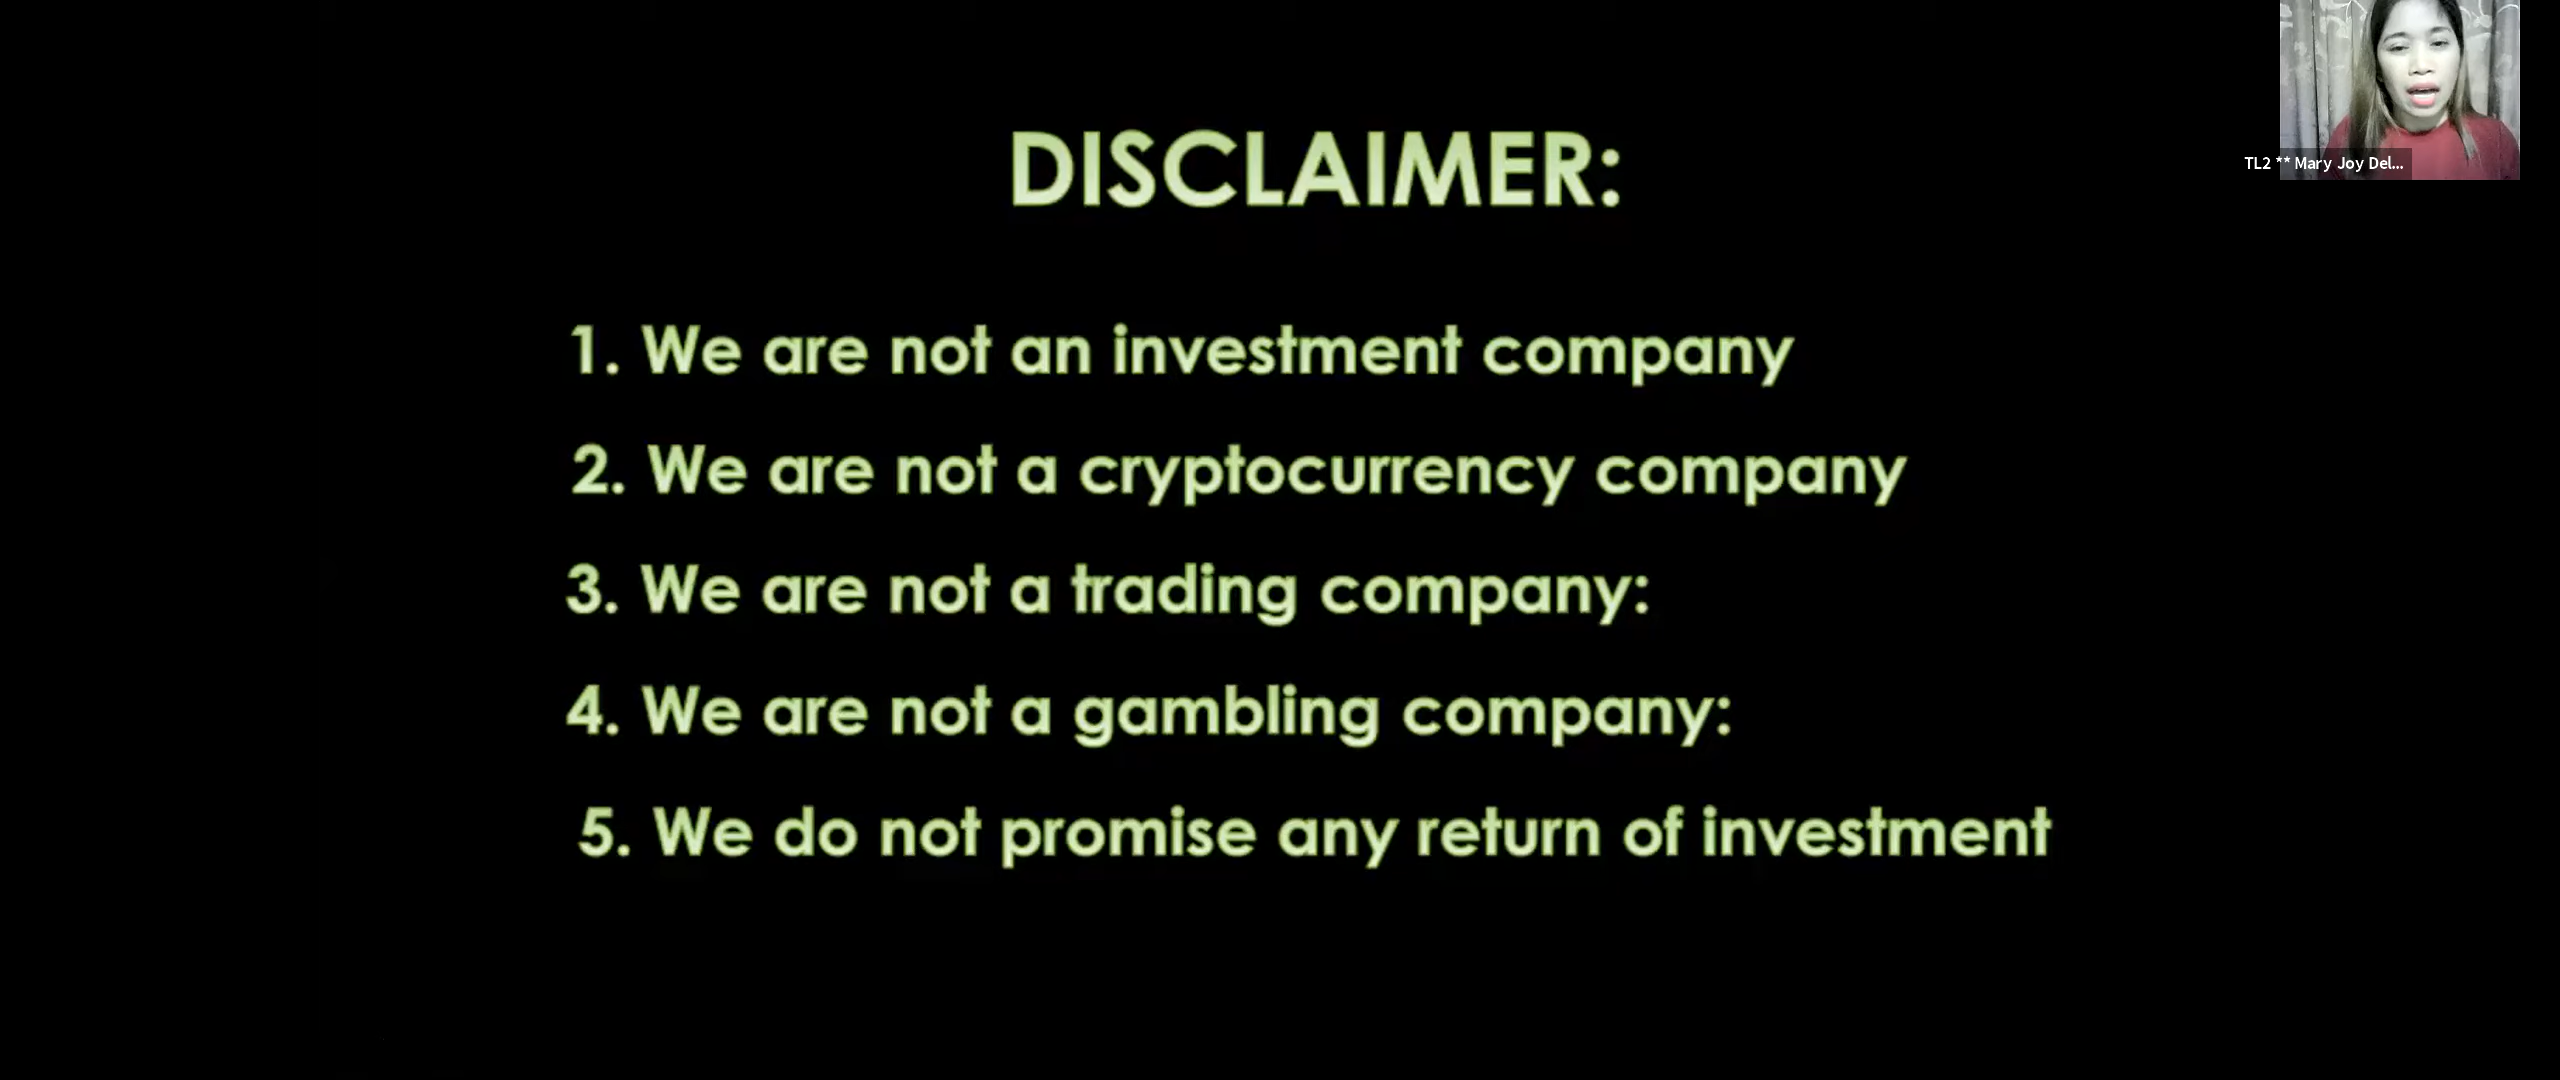 DISCLAIMER:
1. We are not an investment company
2. We are not a cryptocurrency company
3. We are not a trading company:
4. We are not a gambling company:
5. We do not promise any return of investment
TL2 ** Mary Joy Del...